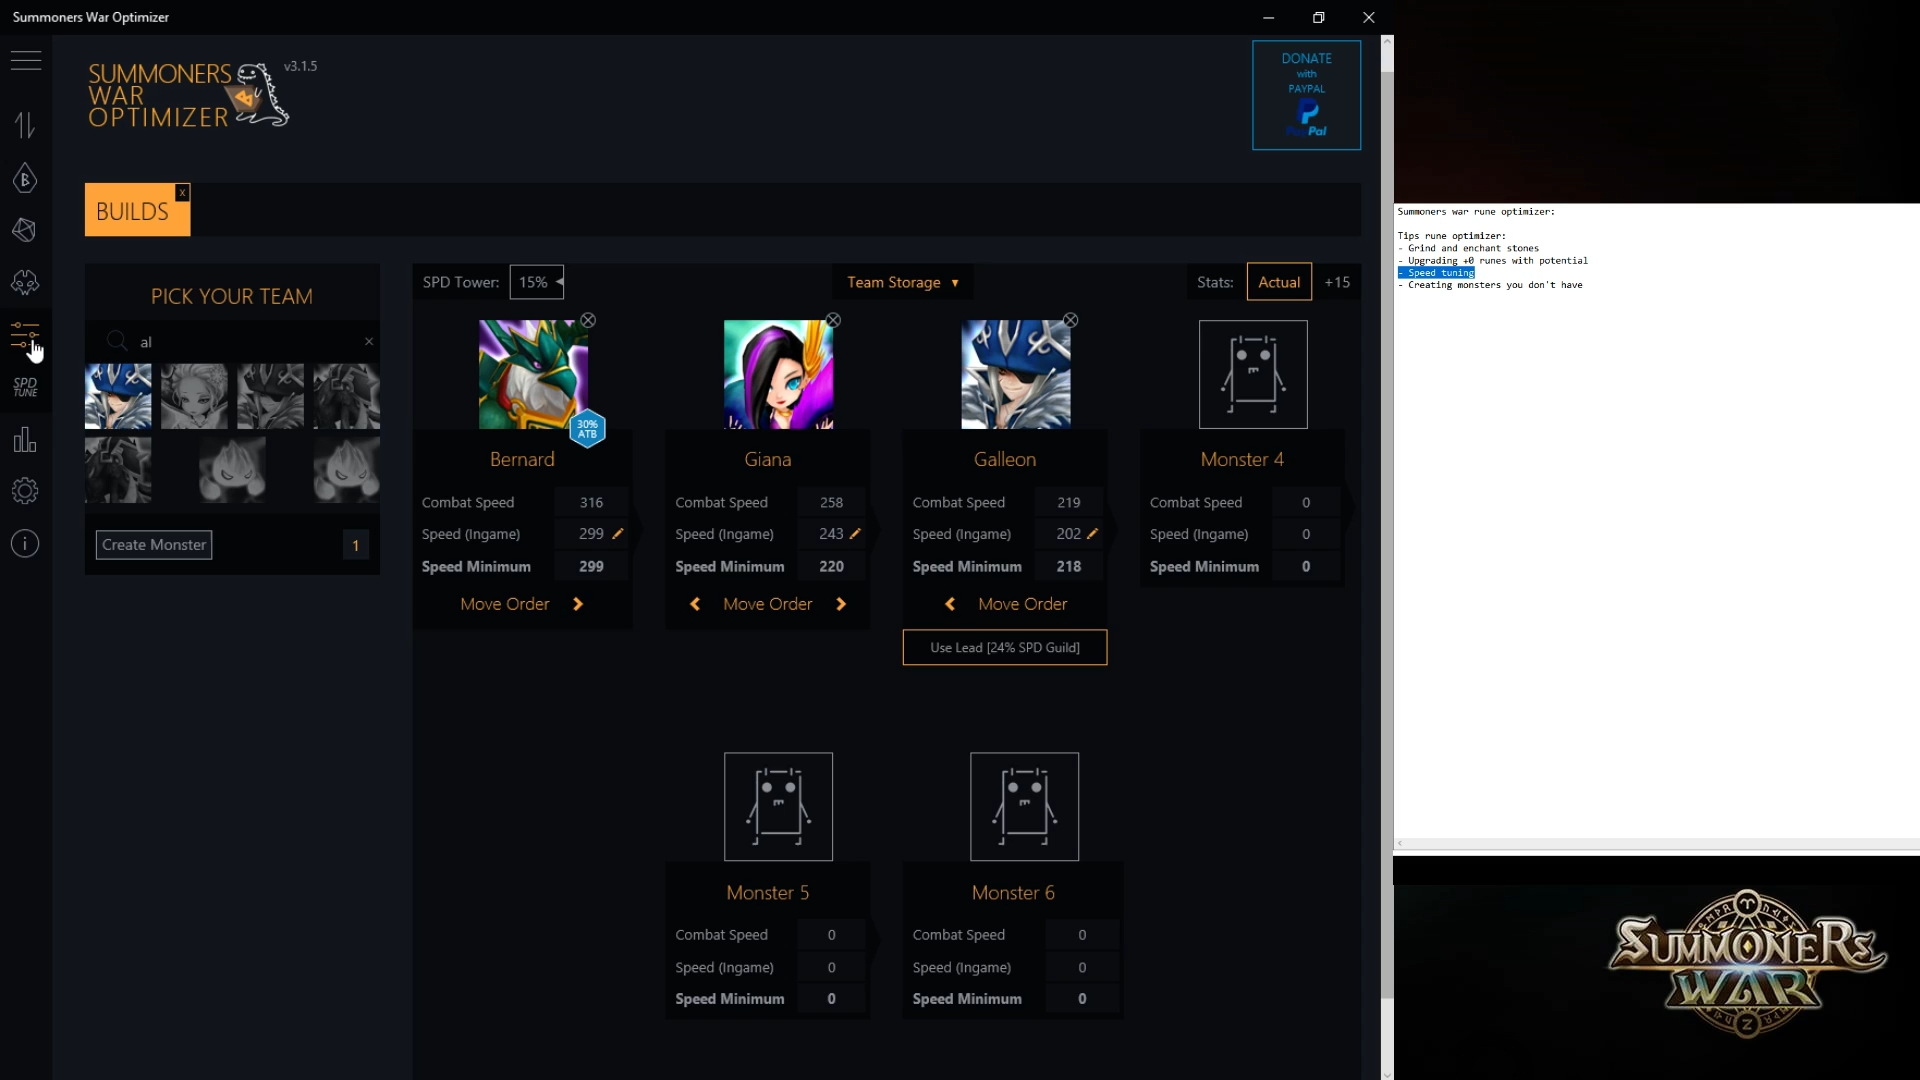 Summoners War Optimizer
SUMMONERS
WAR
OPTIMIZER
v3.1.5
DONATE
with
PAYPAL
PayPal
BUILDS
x
PICK YOUR TEAM
al
Create Monster
1
SPD
TUNE
SPD Tower:
15%
Team Storage
Stats:
Actual
+15
30%
ATB
Bernard
Combat Speed 316
Speed (Ingame) 299
Speed Minimum 299
Move Order
Giana
Combat Speed 258
Speed (Ingame) 243
Speed Minimum 220
Move Order
Galleon
Combat Speed 219
Speed (Ingame) 202
Speed Minimum 218
Move Order
Use Lead [24% SPD Guild]
Monster 4
Combat Speed 0
Speed (Ingame) 0
Speed Minimum 0
Monster 5
Combat Speed 0
Speed (Ingame) 0
Speed Minimum 0
Monster 6
Combat Speed 0
Speed (Ingame) 0
Speed Minimum 0
Summoners war rune optimizer:
Tips rune optimizer:
- Grind and enchant stones
- Upgrading +0 runes with potential
- Speed tuning
- Creating monsters you don't have
SUMMONERS
WAR